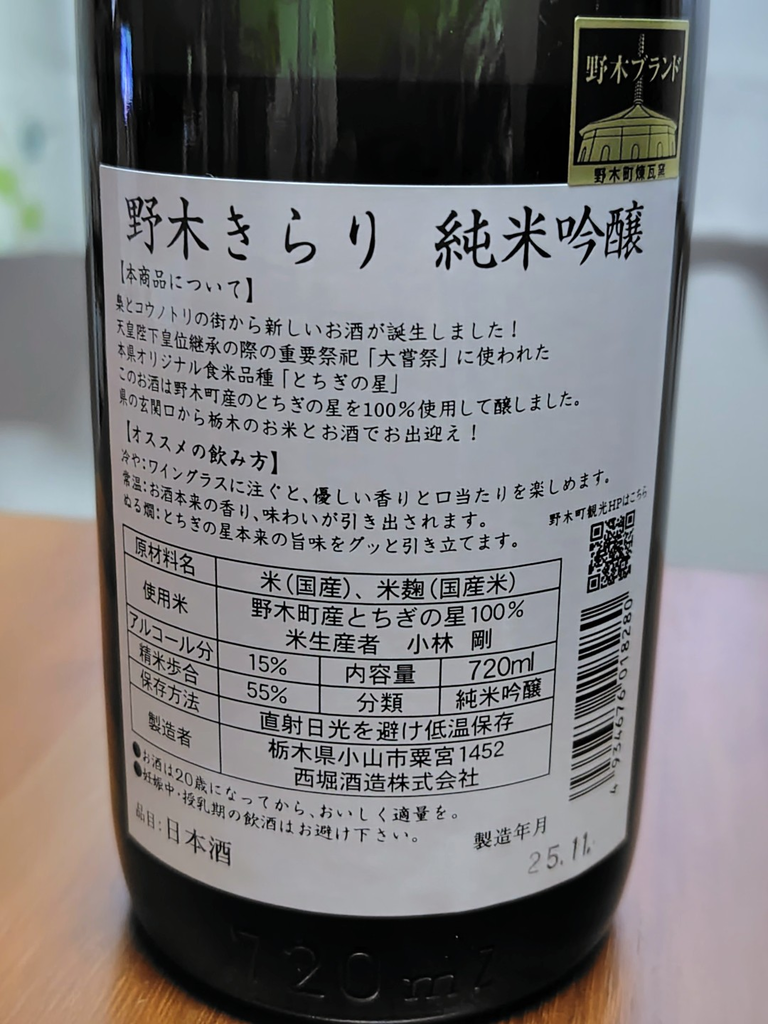 野木ブランド
野木町煉瓦窯
野木きらり 純米吟醸
【本商品について】
梟とコウノトリの街から新しいお酒が誕生しました!
天皇陛下皇位継承の際の重要祭祀「大嘗祭」に使われた
本県オリジナル食米品種「とちぎの星」
このお酒は野木町産のとちぎの星を100%使用して醸しました。
県の玄関口から栃木のお米とお酒でお出迎え!
【オススメの飲み方】
冷や:ワイングラスに注ぐと、優しい香りと口当たりを楽しめます。
常温:お酒本来の香り、味わいが引き出されます。
ぬる燗:とちぎの星本来の旨味をグッと引き立てます。
野木町観光HPはこちら
原材料名 米(国産)、米麹(国産米)
使用米 野木町産とちぎの星100%
米生産者 小林 剛
アルコール分 15% 内容量 720ml
精米歩合 55% 分類 純米吟醸
保存方法 直射日光を避け低温保存
製造者 栃木県小山市粟宮1452
西堀酒造株式会社
4 934676 018280
●お酒は20歳になってから、おいしく適量を。
●妊娠中・授乳期の飲酒はお避け下さい。
品目:日本酒
製造年月
25.11.
720ml